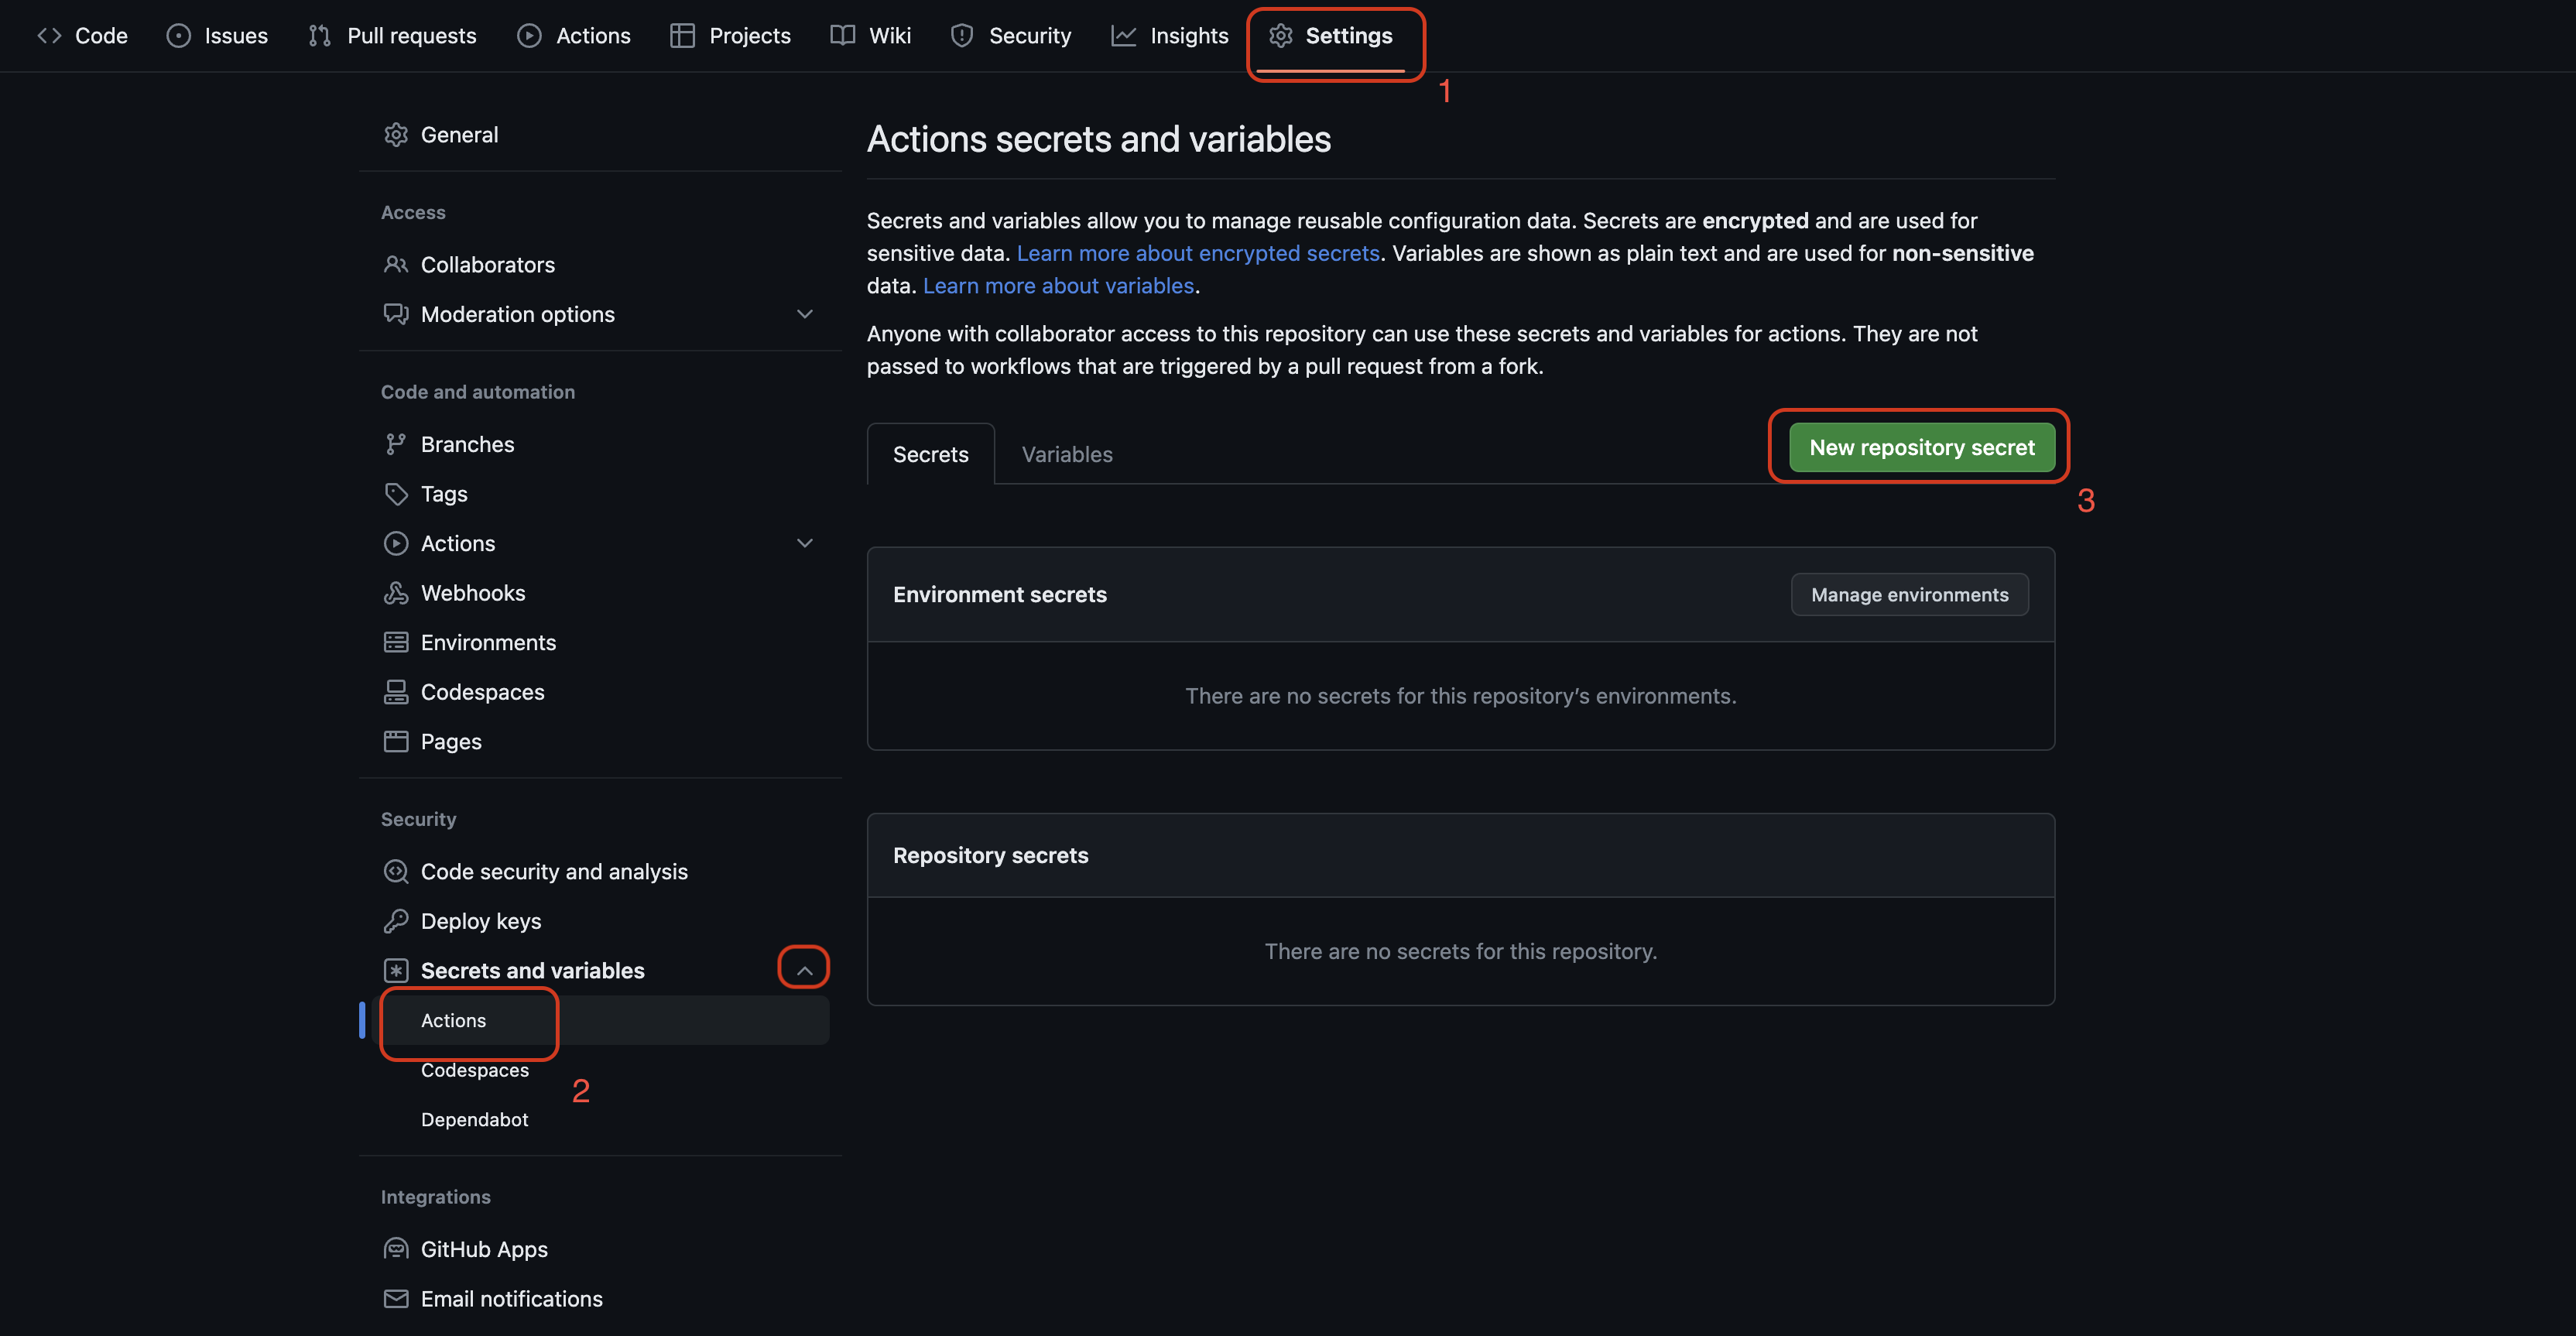 Code Issues Pull requests Actions Projects Wiki Security Insights Settings
1
General
Access
Collaborators
Moderation options
Code and automation
Branches
Tags
Actions
Webhooks
Environments
Codespaces
Pages
Security
Code security and analysis
Deploy keys
Secrets and variables
Actions
Codespaces
2
Dependabot
Integrations
GitHub Apps
Email notifications
Actions secrets and variables
Secrets and variables allow you to manage reusable configuration data. Secrets are encrypted and are used for
sensitive data. Learn more about encrypted secrets. Variables are shown as plain text and are used for non-sensitive
data. Learn more about variables.
Anyone with collaborator access to this repository can use these secrets and variables for actions. They are not
passed to workflows that are triggered by a pull request from a fork.
Secrets Variables New repository secret
3
Environment secrets Manage environments
There are no secrets for this repository’s environments.
Repository secrets
There are no secrets for this repository.